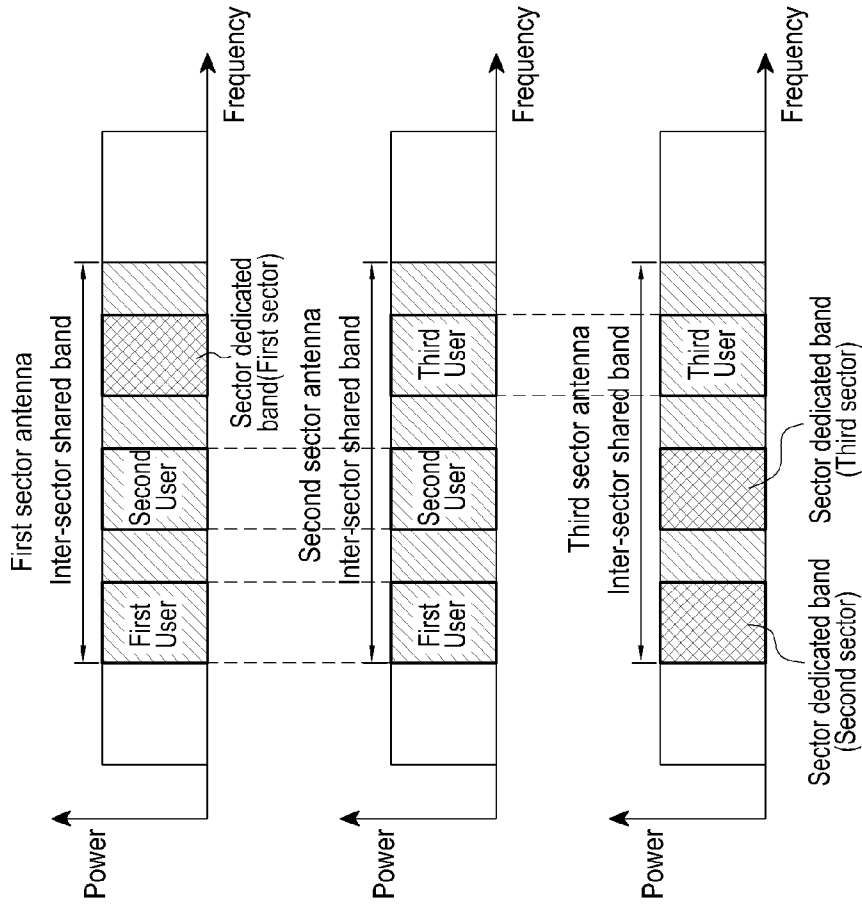 First sector antenna
Inter-sector shared band
Power
First
User
Second
User
Sector dedicated
band(First sector)
Frequency
Second sector antenna
Inter-sector shared band
Power
First
User
Second
User
Third
User
Frequency
Third sector antenna
Inter-sector shared band
Power
Third
User
Frequency
Sector dedicated band
(Second sector)
Sector dedicated band
(Third sector)